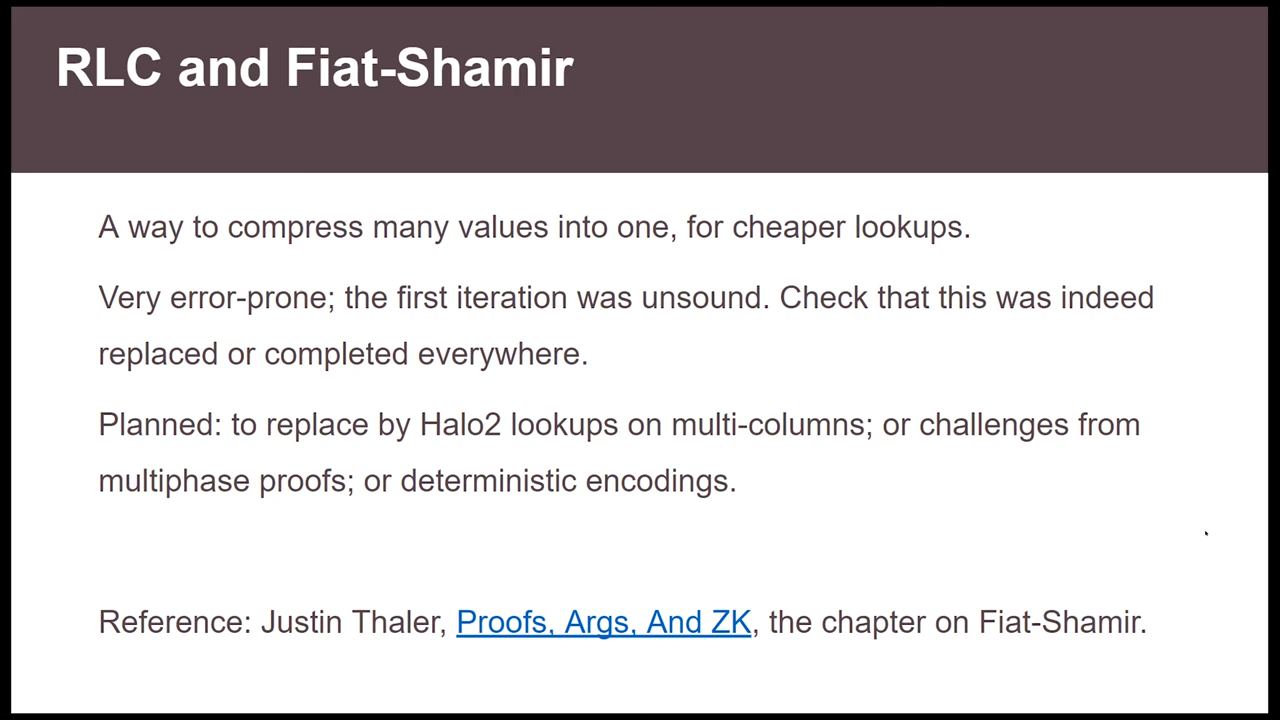 RLC and Fiat-Shamir
A way to compress many values into one, for cheaper lookups.
Very error-prone; the first iteration was unsound. Check that this was indeed
replaced or completed everywhere.
Planned: to replace by Halo2 lookups on multi-columns; or challenges from
multiphase proofs; or deterministic encodings.
Reference: Justin Thaler, Proofs, Args, And ZK, the chapter on Fiat-Shamir.